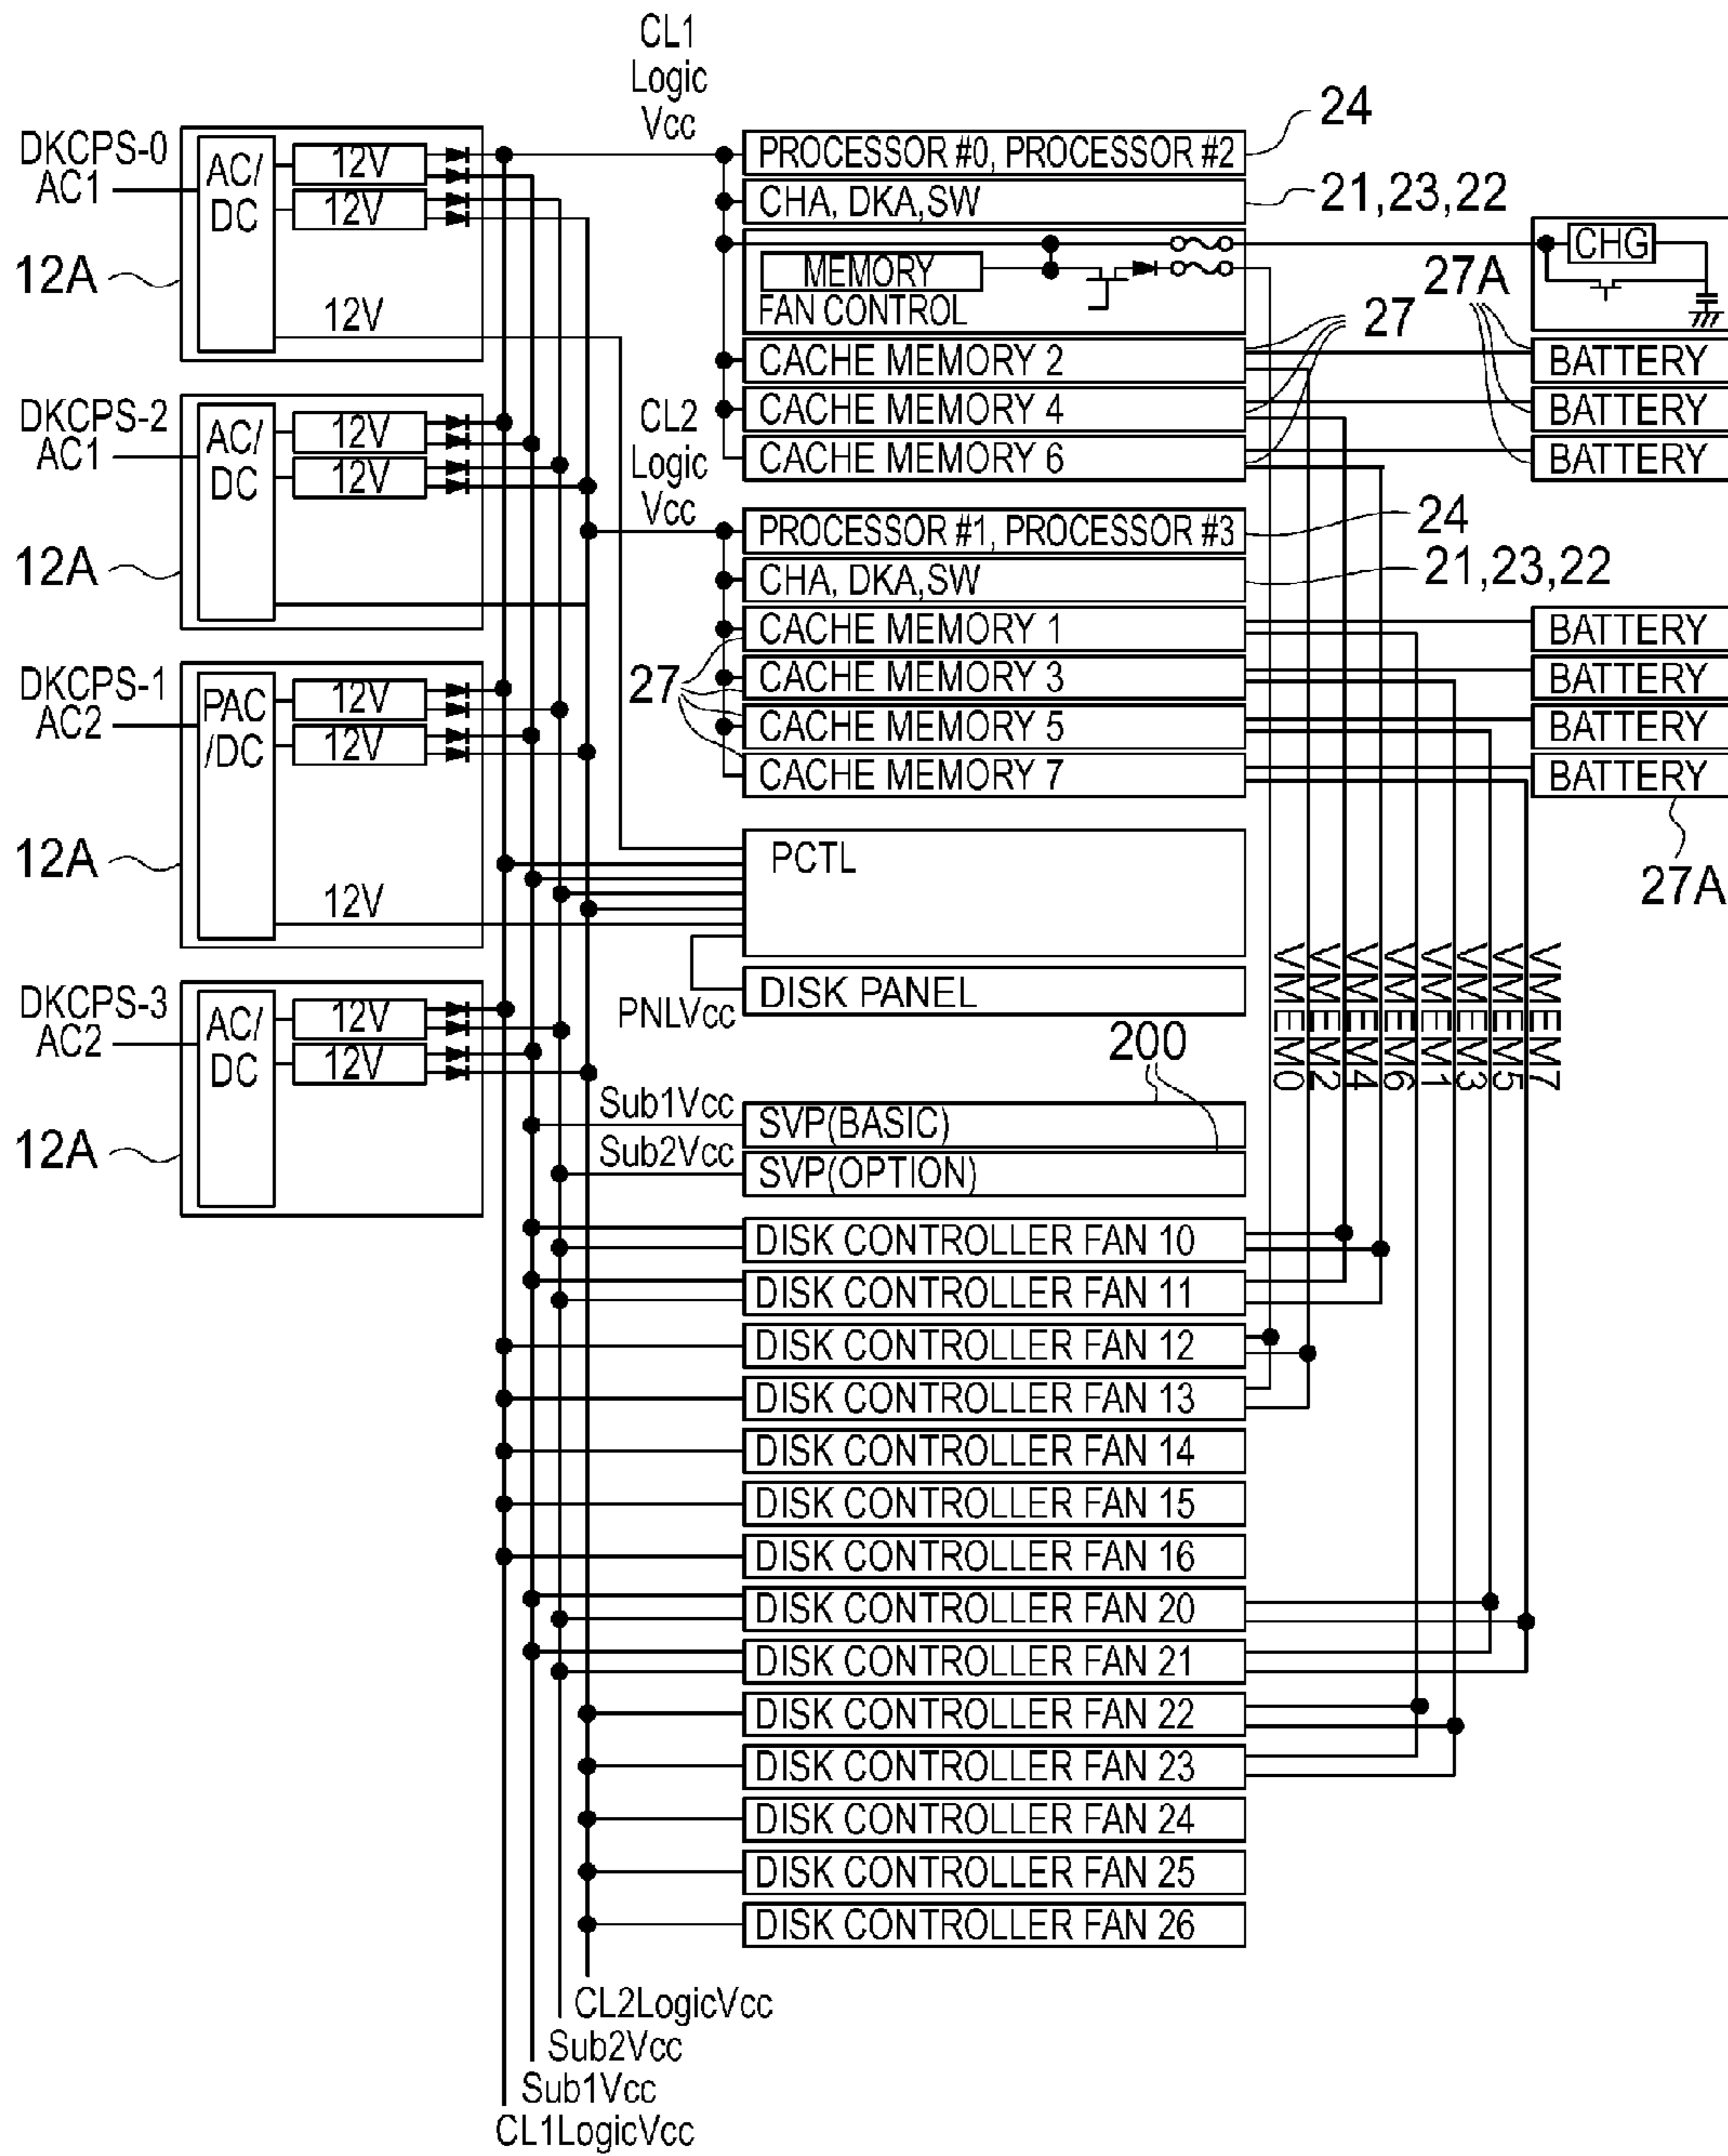 CL1
Logic
Vcc
DKCPS-0
AC1
AC/
DC
12V
12V
12V
12A
PROCESSOR #0, PROCESSOR #2
24
CHA, DKA,SW
21,23,22
MEMORY
FAN CONTROL
CHG
27
27A
CACHE MEMORY 2
BATTERY
CACHE MEMORY 4
BATTERY
CACHE MEMORY 6
BATTERY
DKCPS-2
AC1
AC/
DC
12V
12V
12A
CL2
Logic
Vcc
PROCESSOR #1, PROCESSOR #3
24
CHA, DKA,SW
21,23,22
CACHE MEMORY 1
BATTERY
27
CACHE MEMORY 3
BATTERY
CACHE MEMORY 5
BATTERY
CACHE MEMORY 7
BATTERY
27A
DKCPS-1
AC2
PAC
/DC
12V
12V
12V
12A
PCTL
DISK PANEL
PNLVcc
VMEM0
VMEM2
VMEM4
VMEM6
VMEM1
VMEM3
VMEM5
VMEM7
DKCPS-3
AC2
AC/
DC
12V
12V
12A
200
Sub1Vcc
SVP(BASIC)
Sub2Vcc
SVP(OPTION)
DISK CONTROLLER FAN 10
DISK CONTROLLER FAN 11
DISK CONTROLLER FAN 12
DISK CONTROLLER FAN 13
DISK CONTROLLER FAN 14
DISK CONTROLLER FAN 15
DISK CONTROLLER FAN 16
DISK CONTROLLER FAN 20
DISK CONTROLLER FAN 21
DISK CONTROLLER FAN 22
DISK CONTROLLER FAN 23
DISK CONTROLLER FAN 24
DISK CONTROLLER FAN 25
DISK CONTROLLER FAN 26
CL2LogicVcc
Sub2Vcc
Sub1Vcc
CL1LogicVcc